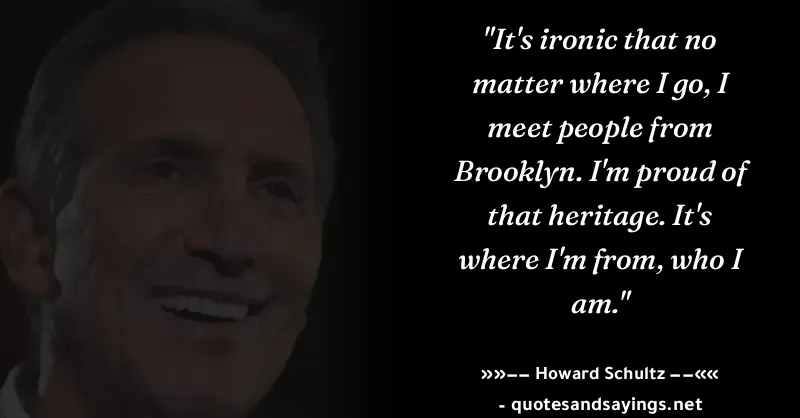 "It's ironic that no
matter where I go, I
meet people from
Brooklyn. I'm proud of
that heritage. It's
where I'm from, who I
am."
»»−− Howard Schultz −−««
- quotesandsayings.net